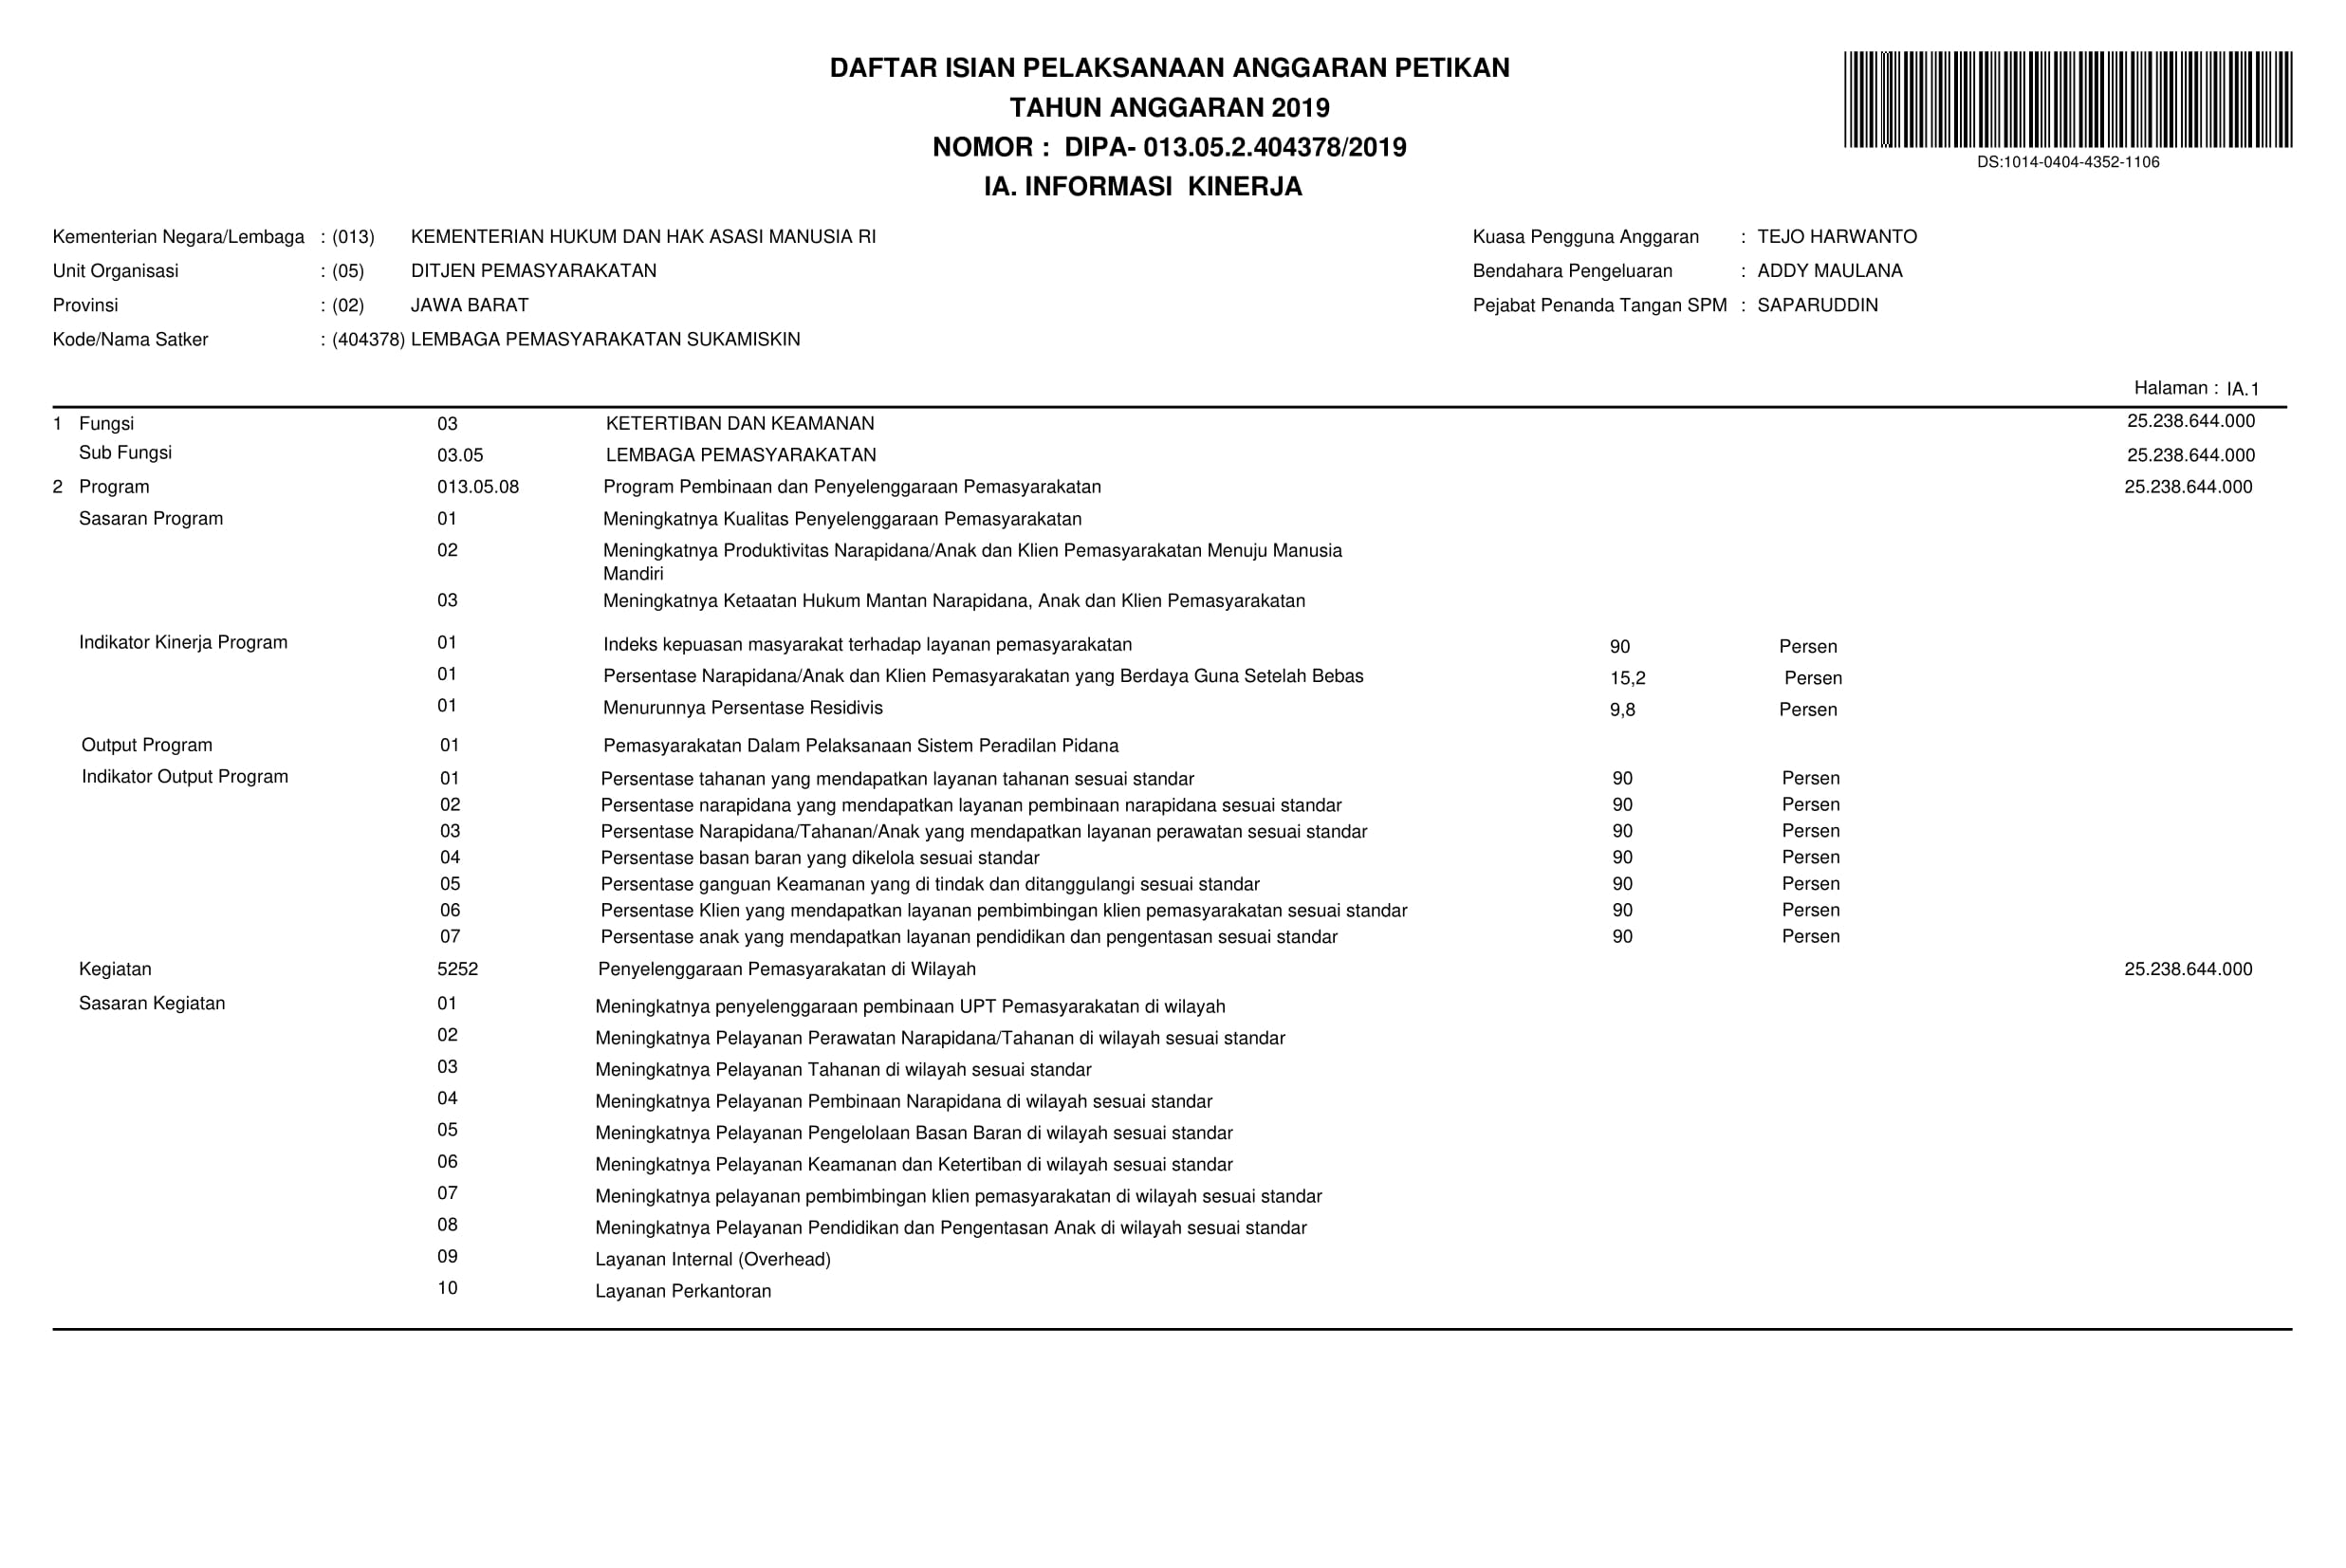 DAFTAR ISIAN PELAKSANAAN ANGGARAN PETIKAN
TAHUN ANGGARAN 2019
NOMOR : DIPA- 013.05.2.404378/2019
IA. INFORMASI KINERJA
DS:1014-0404-4352-1106
Kementerian Negara/Lembaga : (013) KEMENTERIAN HUKUM DAN HAK ASASI MANUSIA RI Kuasa Pengguna Anggaran : TEJO HARWANTO
Unit Organisasi : (05) DITJEN PEMASYARAKATAN Bendahara Pengeluaran : ADDY MAULANA
Provinsi : (02) JAWA BARAT Pejabat Penanda Tangan SPM : SAPARUDDIN
Kode/Nama Satker : (404378) LEMBAGA PEMASYARAKATAN SUKAMISKIN
Halaman : IA.1
1 Fungsi 03 KETERTIBAN DAN KEAMANAN 25.238.644.000
Sub Fungsi 03.05 LEMBAGA PEMASYARAKATAN 25.238.644.000
2 Program 013.05.08 Program Pembinaan dan Penyelenggaraan Pemasyarakatan 25.238.644.000
Sasaran Program 01 Meningkatnya Kualitas Penyelenggaraan Pemasyarakatan
02 Meningkatnya Produktivitas Narapidana/Anak dan Klien Pemasyarakatan Menuju Manusia
Mandiri
03 Meningkatnya Ketaatan Hukum Mantan Narapidana, Anak dan Klien Pemasyarakatan
Indikator Kinerja Program 01 Indeks kepuasan masyarakat terhadap layanan pemasyarakatan 90 Persen
01 Persentase Narapidana/Anak dan Klien Pemasyarakatan yang Berdaya Guna Setelah Bebas 15,2 Persen
01 Menurunnya Persentase Residivis 9,8 Persen
Output Program 01 Pemasyarakatan Dalam Pelaksanaan Sistem Peradilan Pidana
Indikator Output Program 01 Persentase tahanan yang mendapatkan layanan tahanan sesuai standar 90 Persen
02 Persentase narapidana yang mendapatkan layanan pembinaan narapidana sesuai standar 90 Persen
03 Persentase Narapidana/Tahanan/Anak yang mendapatkan layanan perawatan sesuai standar 90 Persen
04 Persentase basan baran yang dikelola sesuai standar 90 Persen
05 Persentase ganguan Keamanan yang di tindak dan ditanggulangi sesuai standar 90 Persen
06 Persentase Klien yang mendapatkan layanan pembimbingan klien pemasyarakatan sesuai standar 90 Persen
07 Persentase anak yang mendapatkan layanan pendidikan dan pengentasan sesuai standar 90 Persen
Kegiatan 5252 Penyelenggaraan Pemasyarakatan di Wilayah 25.238.644.000
Sasaran Kegiatan 01 Meningkatnya penyelenggaraan pembinaan UPT Pemasyarakatan di wilayah
02 Meningkatnya Pelayanan Perawatan Narapidana/Tahanan di wilayah sesuai standar
03 Meningkatnya Pelayanan Tahanan di wilayah sesuai standar
04 Meningkatnya Pelayanan Pembinaan Narapidana di wilayah sesuai standar
05 Meningkatnya Pelayanan Pengelolaan Basan Baran di wilayah sesuai standar
06 Meningkatnya Pelayanan Keamanan dan Ketertiban di wilayah sesuai standar
07 Meningkatnya pelayanan pembimbingan klien pemasyarakatan di wilayah sesuai standar
08 Meningkatnya Pelayanan Pendidikan dan Pengentasan Anak di wilayah sesuai standar
09 Layanan Internal (Overhead)
10 Layanan Perkantoran